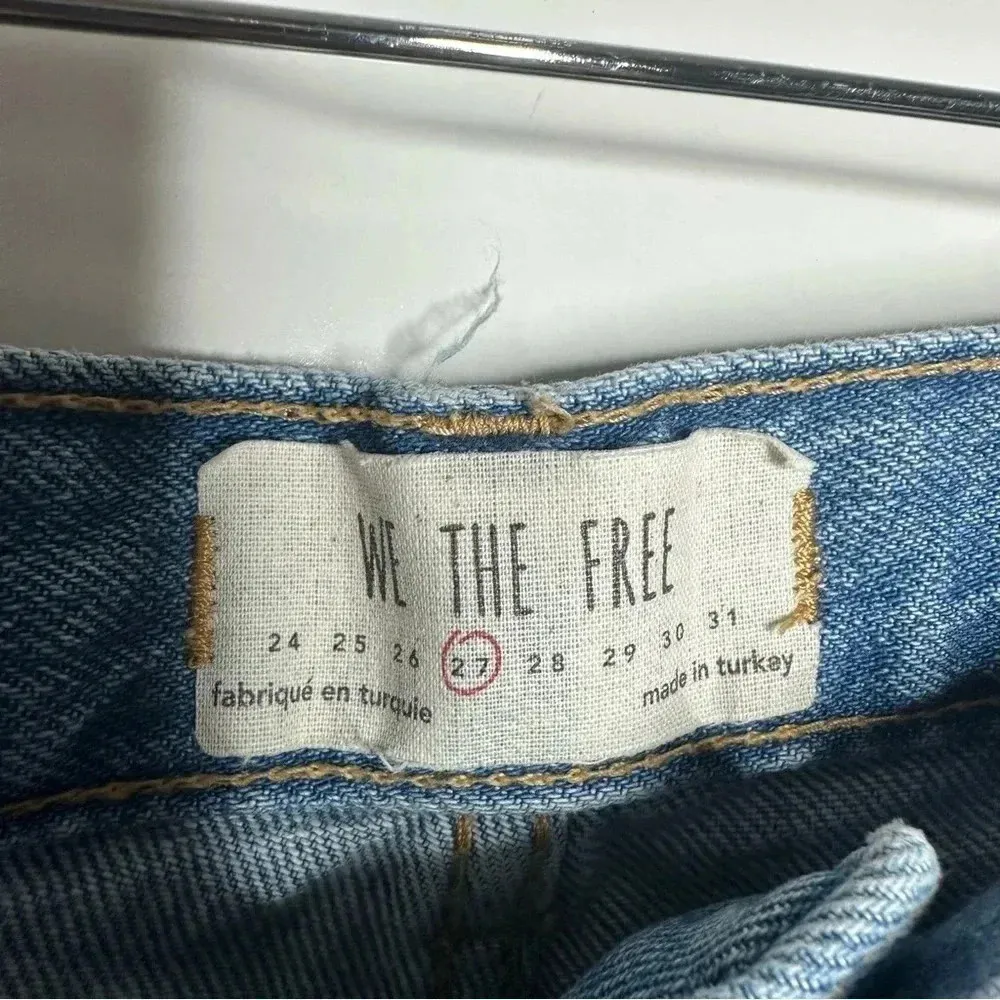 WE THE FREE
24 25 26 27 28 29 30 31
fabriqué en turquie
made in turkey